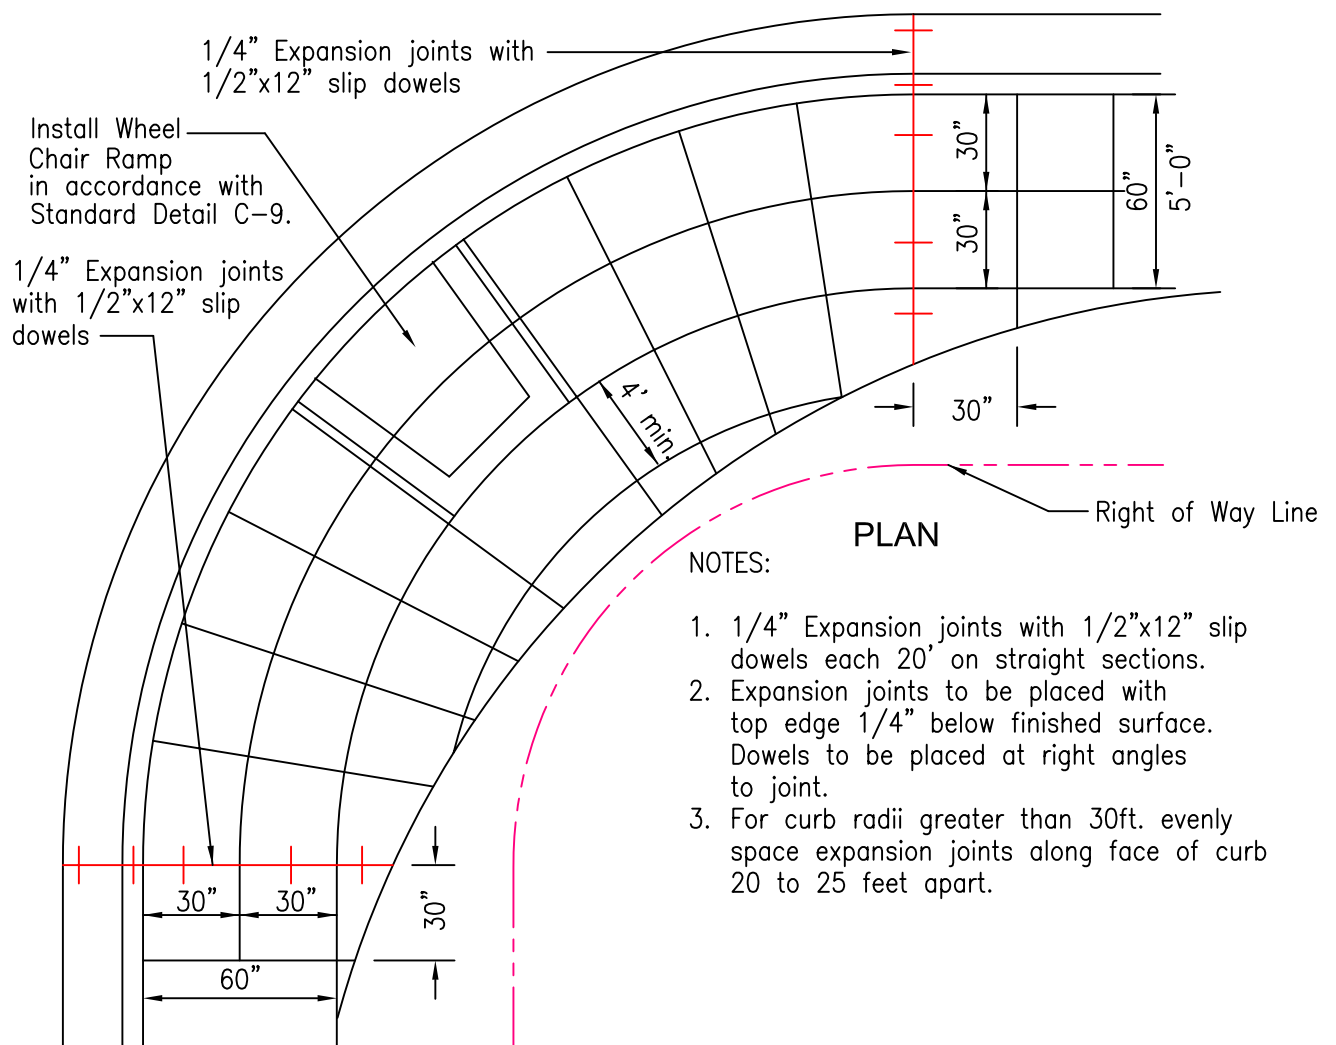 1/4" Expansion joints with
1/2"x12" slip dowels
Install Wheel
Chair Ramp
in accordance with
Standard Detail C-9.
1/4" Expansion joints
with 1/2"x12" slip
dowels
30"
30"
60"
5'-0"
4' min.
30"
Right of Way Line
PLAN
NOTES:
1. 1/4" Expansion joints with 1/2"x12" slip
dowels each 20' on straight sections.
2. Expansion joints to be placed with
top edge 1/4" below finished surface.
Dowels to be placed at right angles
to joint.
3. For curb radii greater than 30ft. evenly
space expansion joints along face of curb
20 to 25 feet apart.
30"
30"
30"
60"